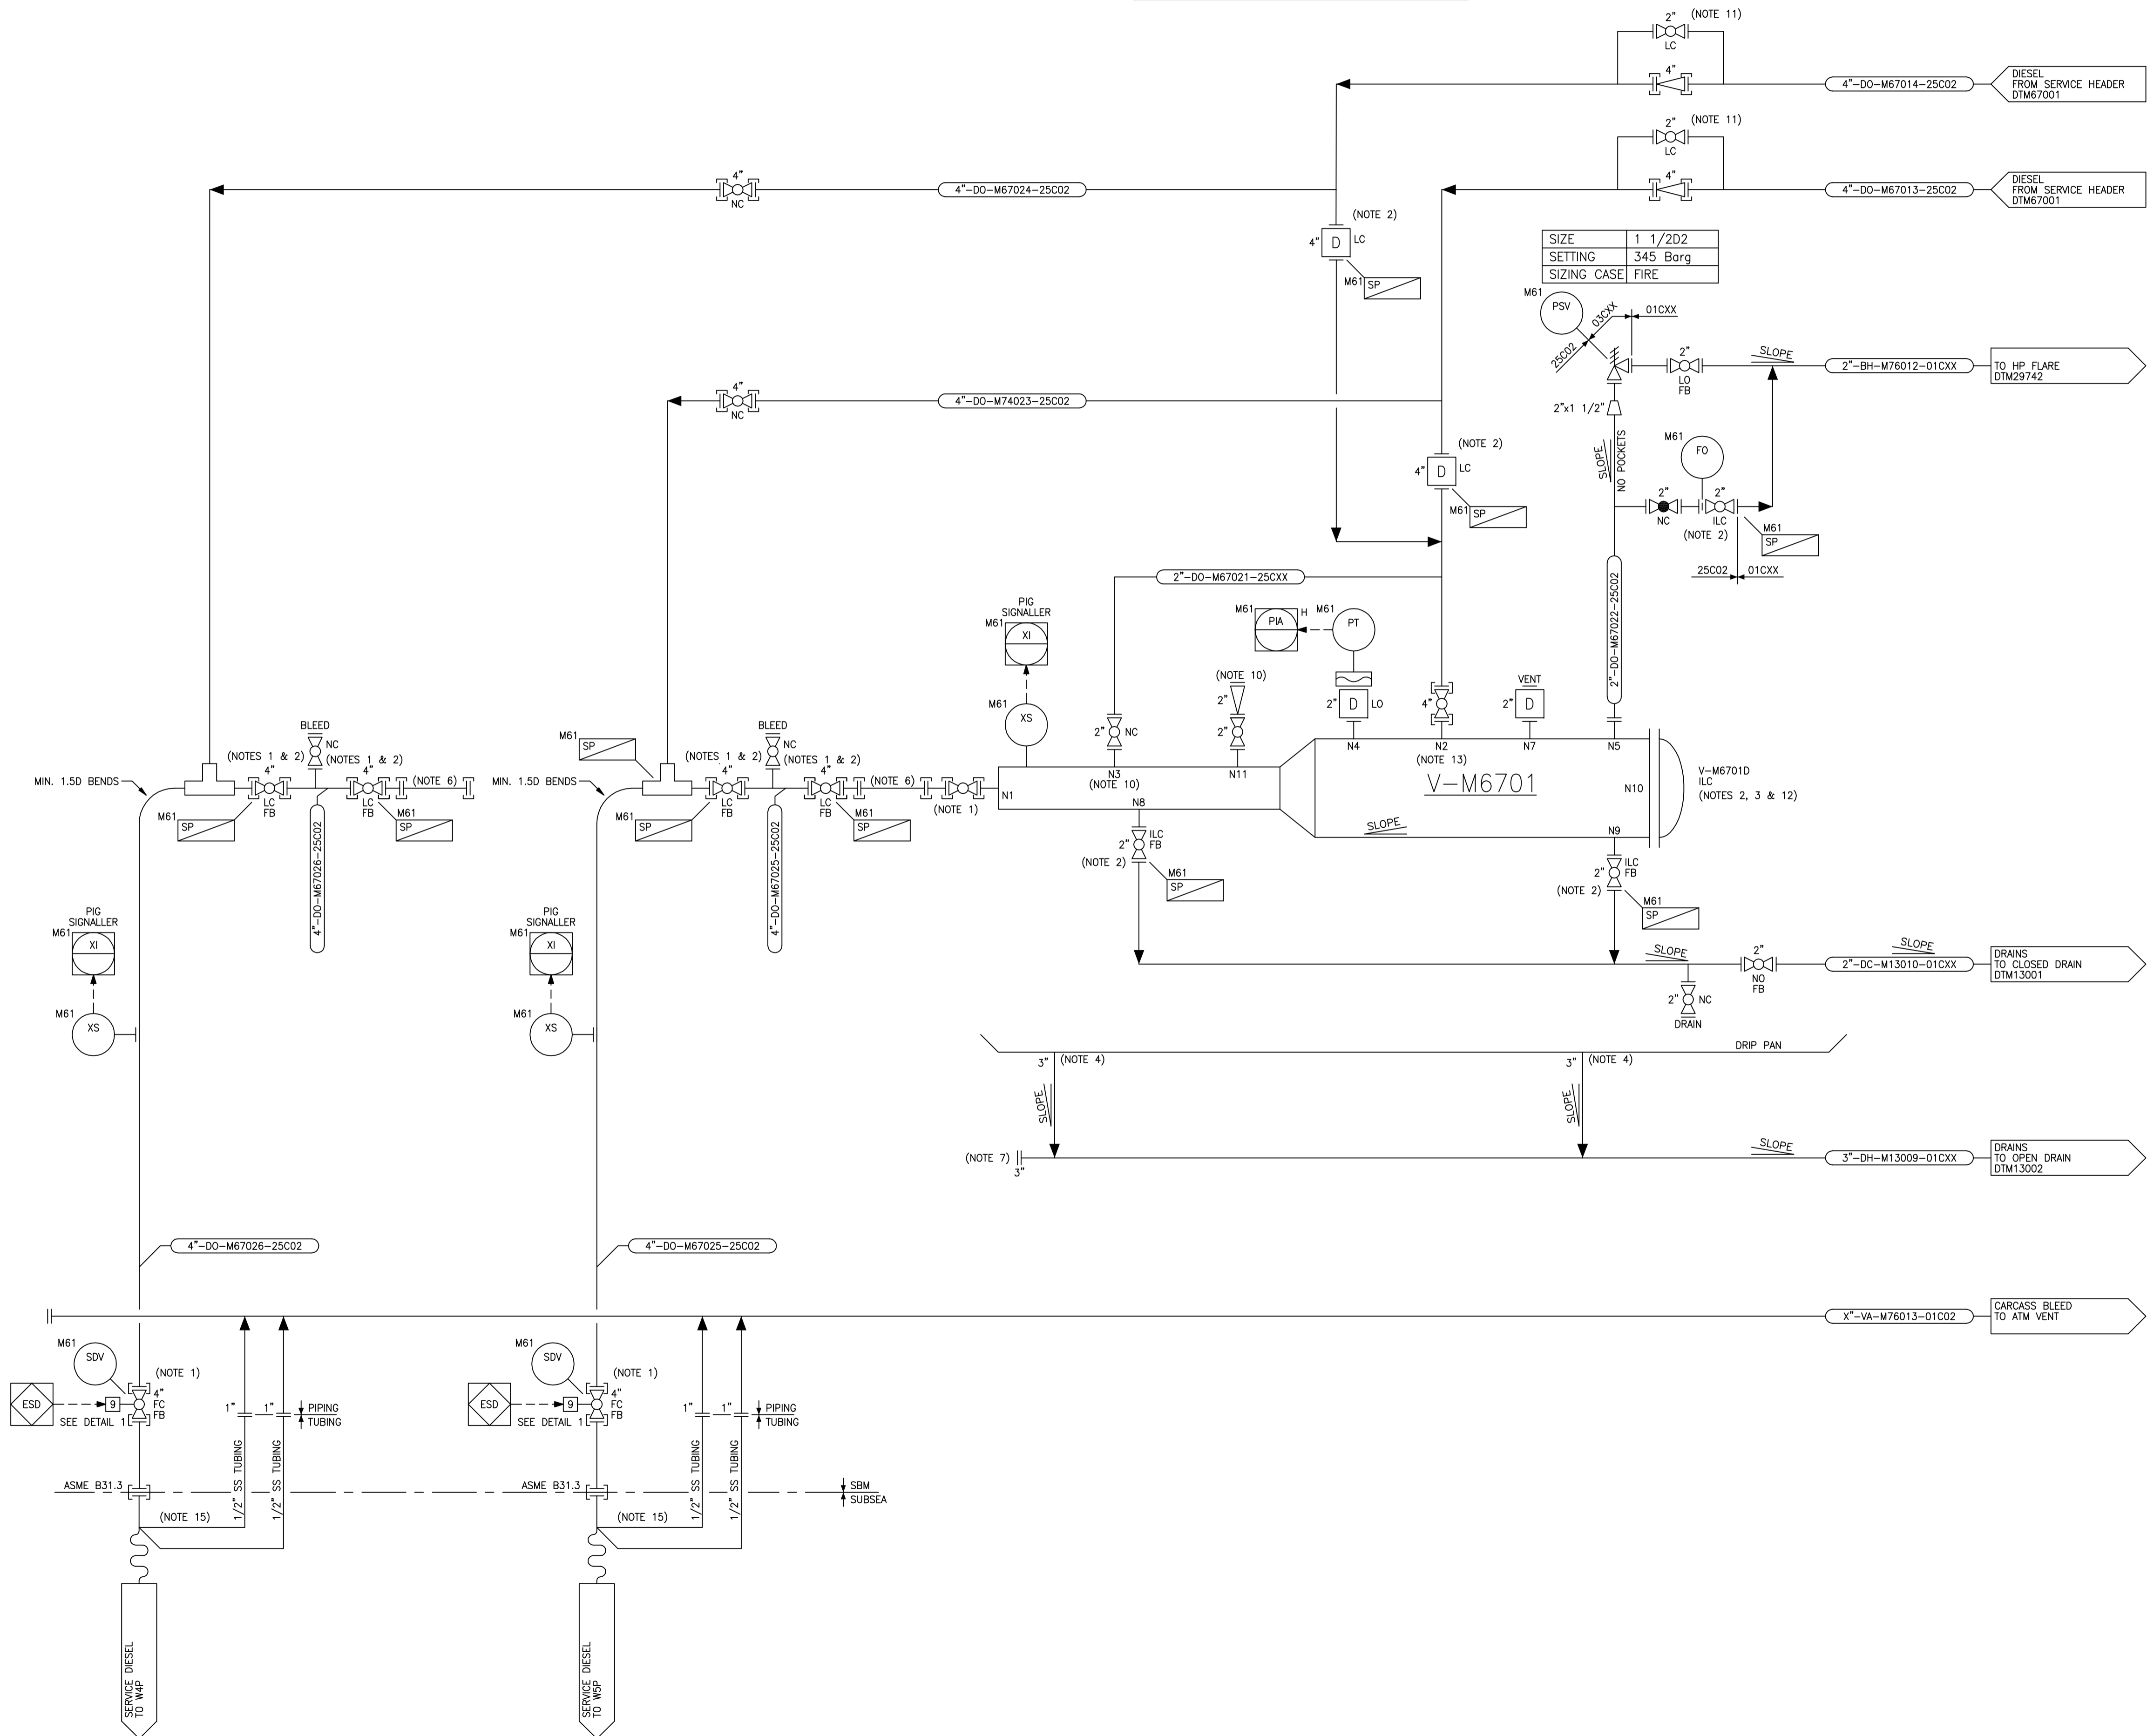 2" (NOTE 11)
LC
4"
4"-DO-M67014-25C02
DIESEL
FROM SERVICE HEADER
DTM67001
2" (NOTE 11)
LC
4"
4"-DO-M67013-25C02
DIESEL
FROM SERVICE HEADER
DTM67001
4"
NC
4"-DO-M67024-25C02
(NOTE 2)
4" D LC
M61 SP
SIZE 1 1/2D2
SETTING 345 Barg
SIZING CASE FIRE
M61
PSV
03CXX
01CXX
25C02
2"
LO
FB
SLOPE
2"-BH-M76012-01CXX
TO HP FLARE
DTM29742
4"
NC
4"-DO-M74023-25C02
2"x1 1/2"
SLOPE
NO POCKETS
(NOTE 2)
4" D LC
M61 SP
M61
FO
2"
NC
2"
ILC
(NOTE 2)
M61
SP
25C02 01CXX
2"-DO-M67021-25CXX
2"-DO-M67022-25C02
PIG
SIGNALLER
M61
XI
M61
XS
M61
PIA
H
M61
PT
(NOTE 10)
2"
2"
2" NC
2" D LO
4"
VENT
2" D
N4
N2
(NOTE 13)
N7
N5
N3
(NOTE 10)
N11
N1
V-M6701
N10
N8
N9
SLOPE
V-M6701D
ILC
(NOTES 2, 3 & 12)
BLEED
NC
(NOTES 1 & 2)
4"
(NOTES 1 & 2)
4"
(NOTE 6)
MIN. 1.5D BENDS
LC
FB
LC
FB
M61
SP
M61
SP
4"-DO-M67026-25C02
M61
SP
BLEED
NC
(NOTES 1 & 2)
4"
(NOTES 1 & 2)
4"
(NOTE 6)
(NOTE 1)
MIN. 1.5D BENDS
LC
FB
LC
FB
M61
SP
M61
SP
4"-DO-M67025-25C02
2"
ILC
FB
(NOTE 2)
M61
SP
2"
ILC
FB
(NOTE 2)
M61
SP
PIG
SIGNALLER
M61
XI
M61
XS
PIG
SIGNALLER
M61
XI
M61
XS
SLOPE
2"
NO
FB
SLOPE
2"-DC-M13010-01CXX
DRAINS
TO CLOSED DRAIN
DTM13001
2" NC
DRAIN
DRIP PAN
3" (NOTE 4)
SLOPE
3" (NOTE 4)
SLOPE
(NOTE 7)
3"
SLOPE
3"-DH-M13009-01CXX
DRAINS
TO OPEN DRAIN
DTM13002
4"-DO-M67026-25C02
4"-DO-M67025-25C02
X"-VA-M76013-01C02
CARCASS BLEED
TO ATM VENT
M61
SDV
(NOTE 1)
ESD
9
4"
FC
FB
SEE DETAIL 1
1"
1"
PIPING
TUBING
1/2" SS TUBING
1/2" SS TUBING
M61
SDV
(NOTE 1)
ESD
9
4"
FC
FB
SEE DETAIL 1
1"
1"
PIPING
TUBING
1/2" SS TUBING
1/2" SS TUBING
ASME B31.3
ASME B31.3
SBM
SUBSEA
(NOTE 15)
(NOTE 15)
SERVICE DIESEL
TO W4P
SERVICE DIESEL
TO W5P